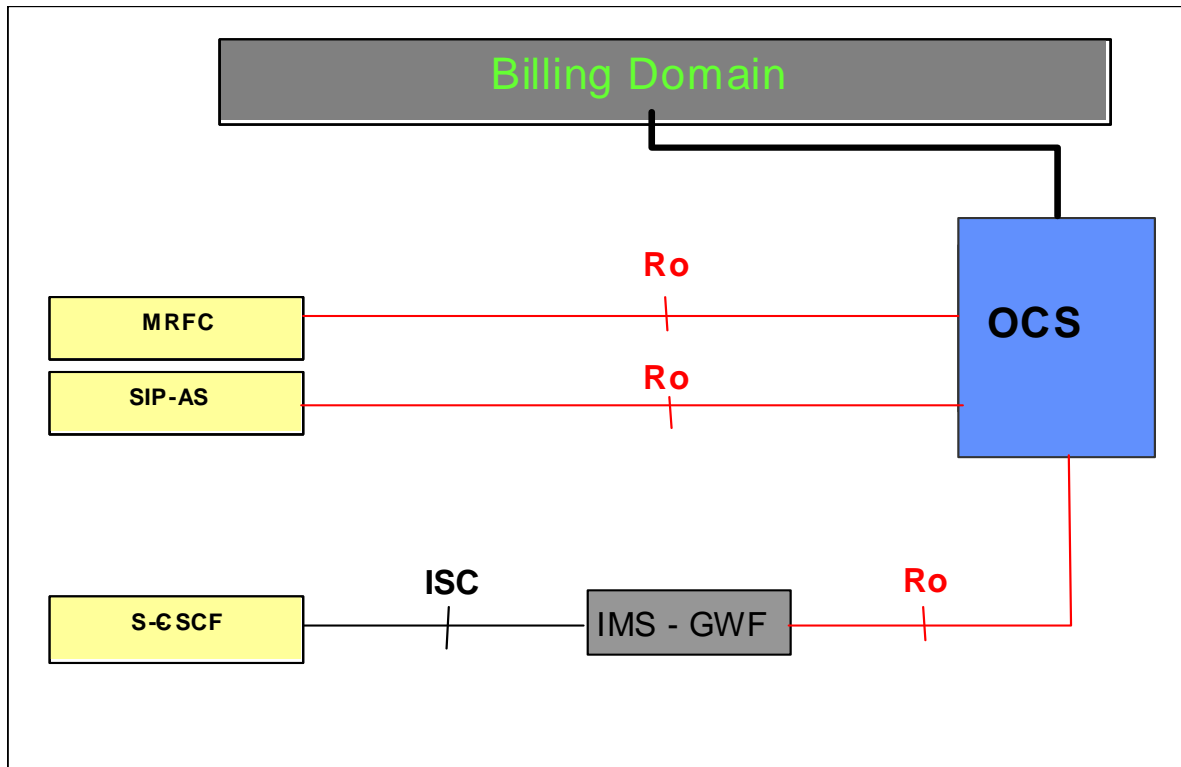 Billing Domain
Ro
MRFC
OCS
Ro
SIP-AS
ISC
Ro
S-CSCF
IMS - GWF